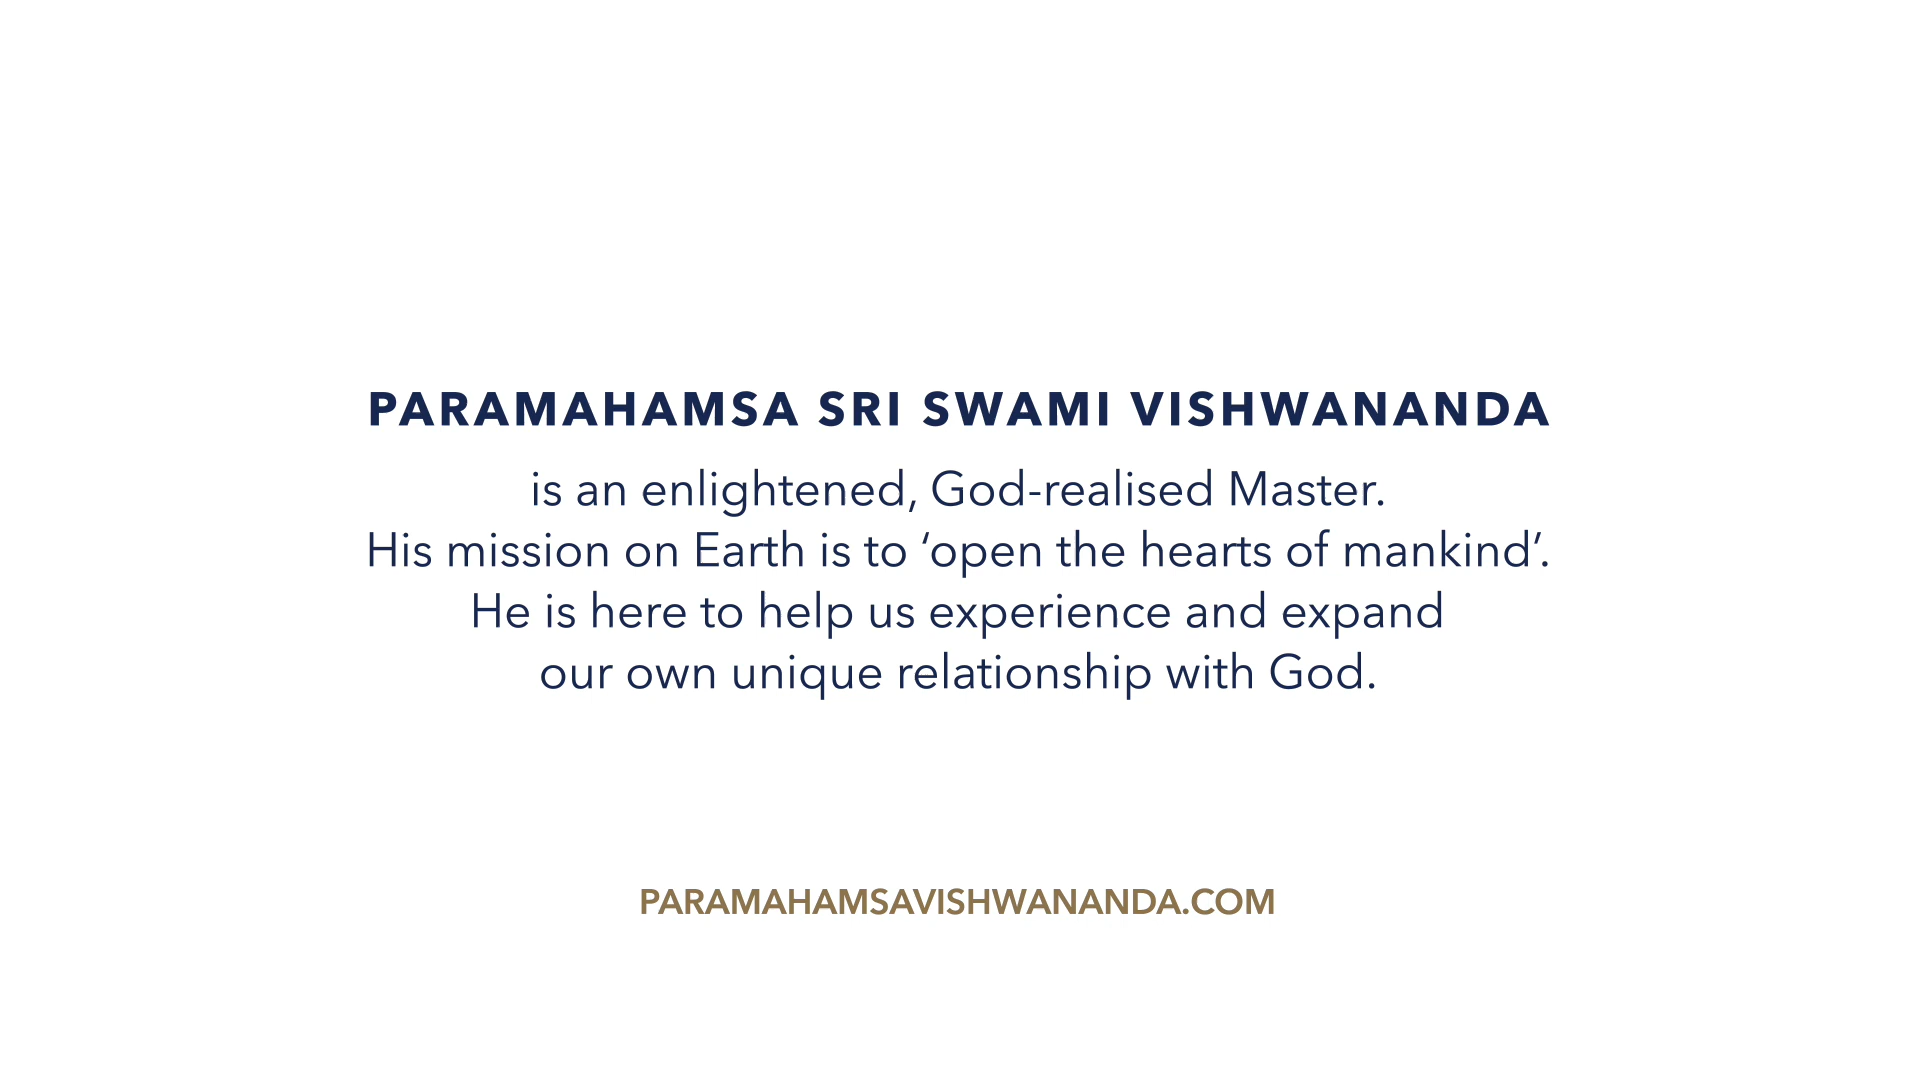 PARAMAHAMSA SRI SWAMI VISHWANANDA
is an enlightened, God-realised Master.
His mission on Earth is to ‘open the hearts of mankind’.
He is here to help us experience and expand
our own unique relationship with God.
PARAMAHAMSAVISHWANANDA.COM